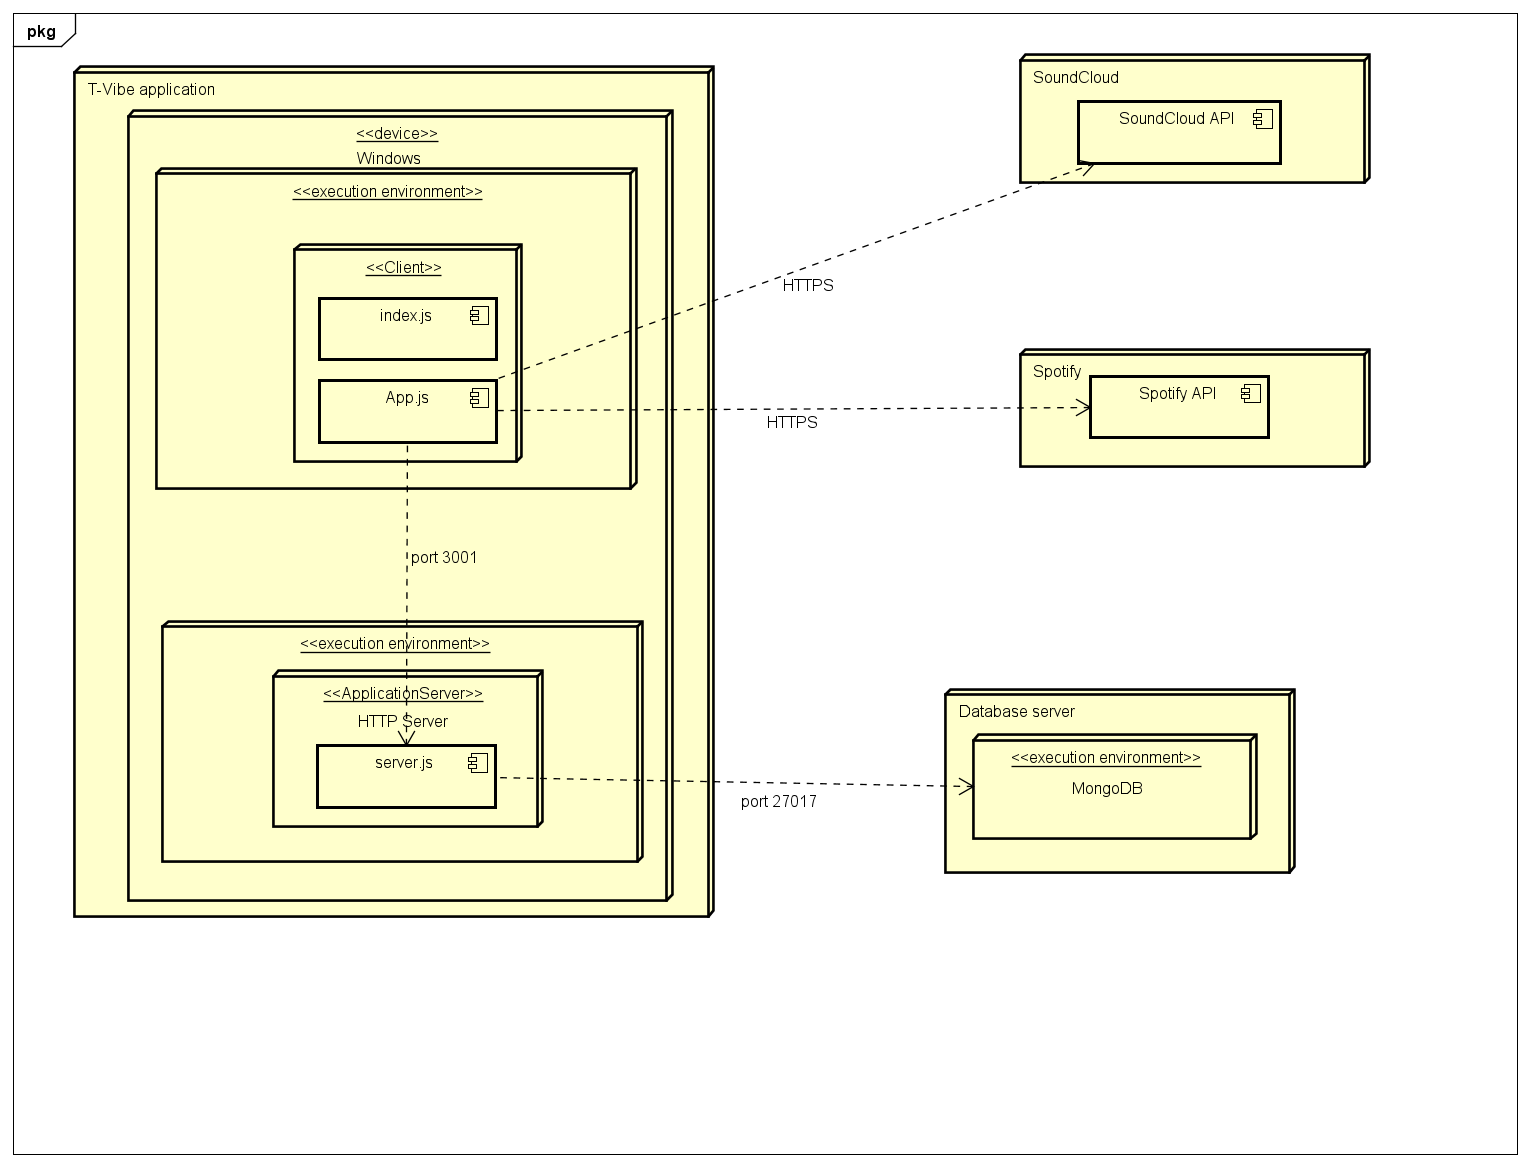 pkg
T-Vibe application
<<device>>
Windows
<<execution environment>>
<<Client>>
index.js
App.js
port 3001
<<execution environment>>
<<ApplicationServer>>
HTTP Server
server.js
SoundCloud
SoundCloud API
HTTPS
Spotify
Spotify API
HTTPS
Database server
<<execution environment>>
MongoDB
port 27017